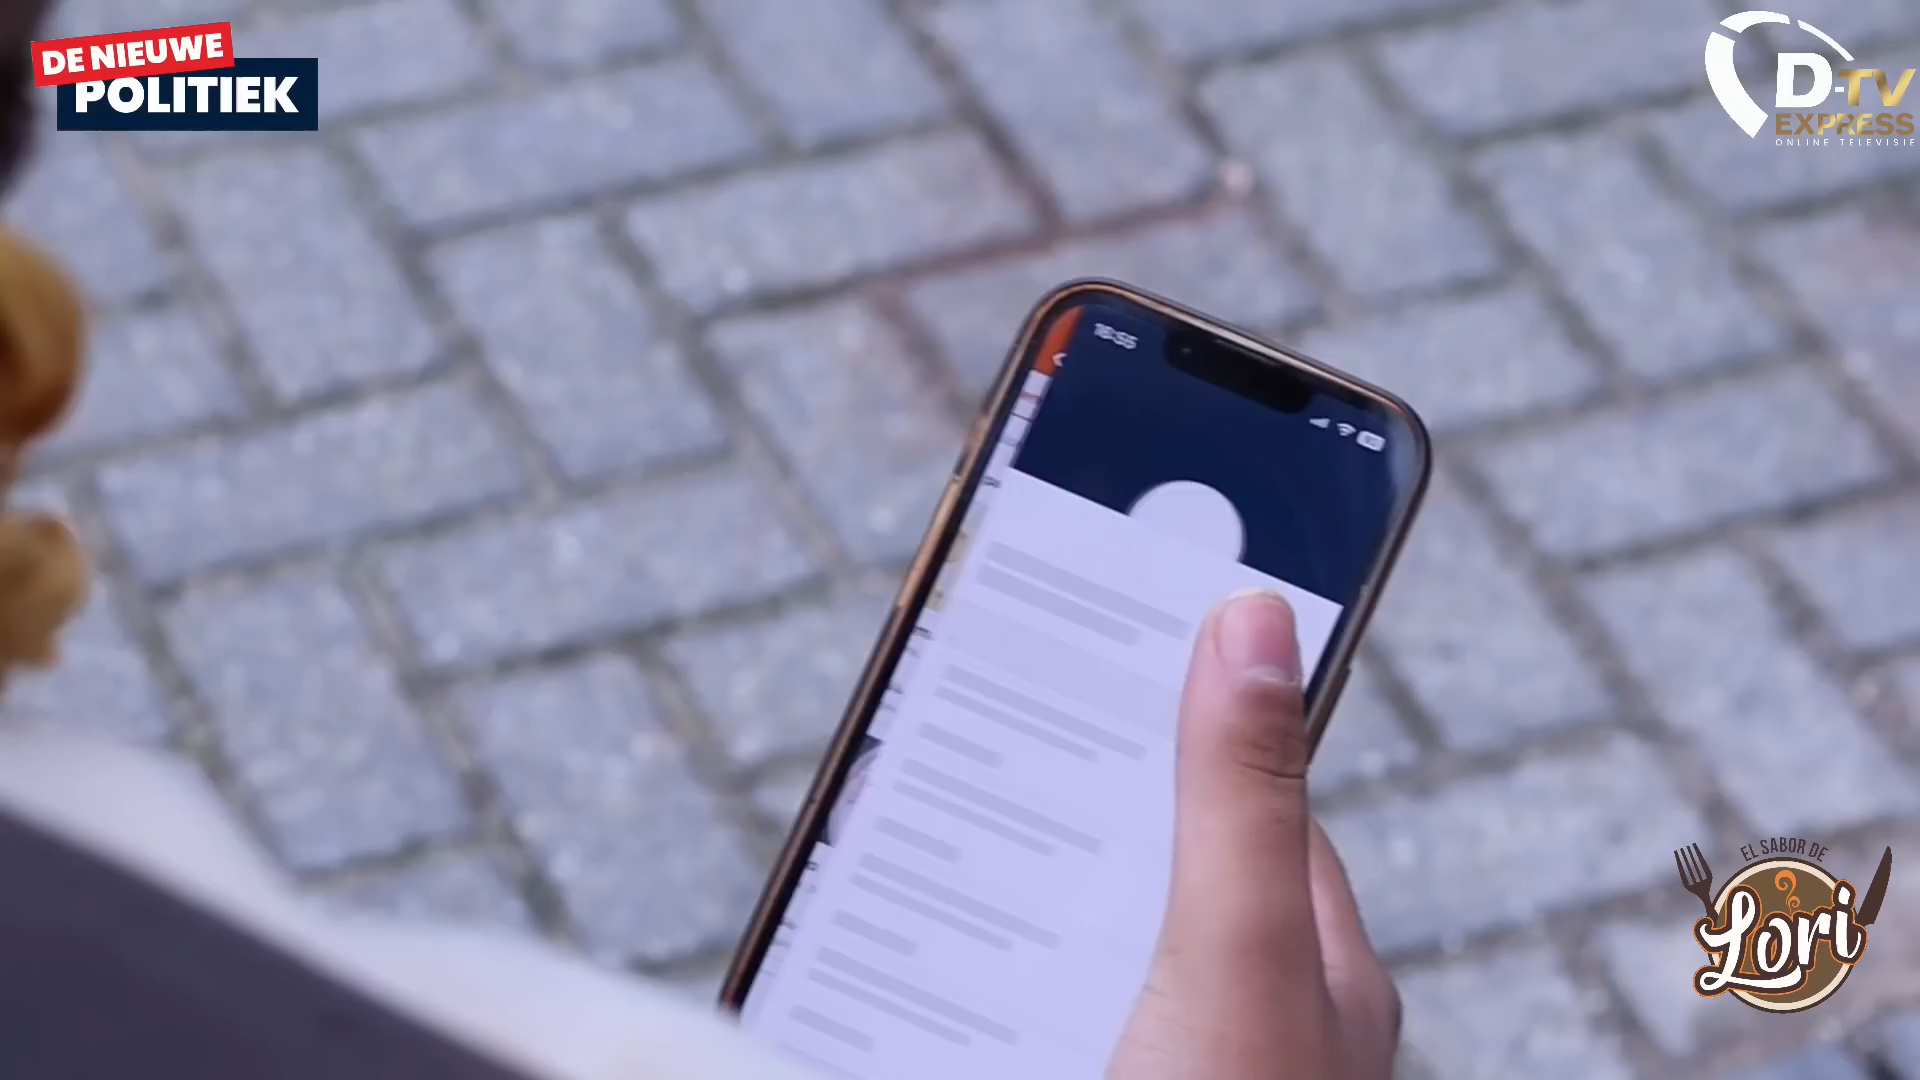 DE NIEUWE
POLITIEK
D-TV
EXPRESS
ONLINE TELEVISIE
EL SABOR DE
Lori